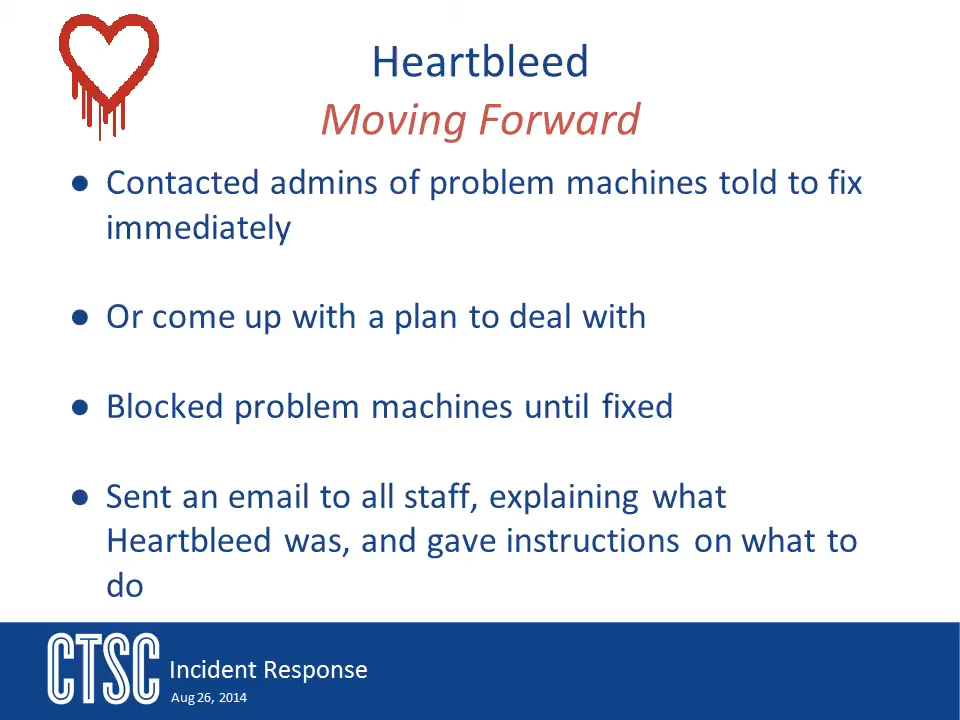 Heartbleed
Moving Forward
● Contacted admins of problem machines told to fix
immediately
● Or come up with a plan to deal with
● Blocked problem machines until fixed
● Sent an email to all staff, explaining what
Heartbleed was, and gave instructions on what to
do
CTSC
Incident Response
Aug 26, 2014